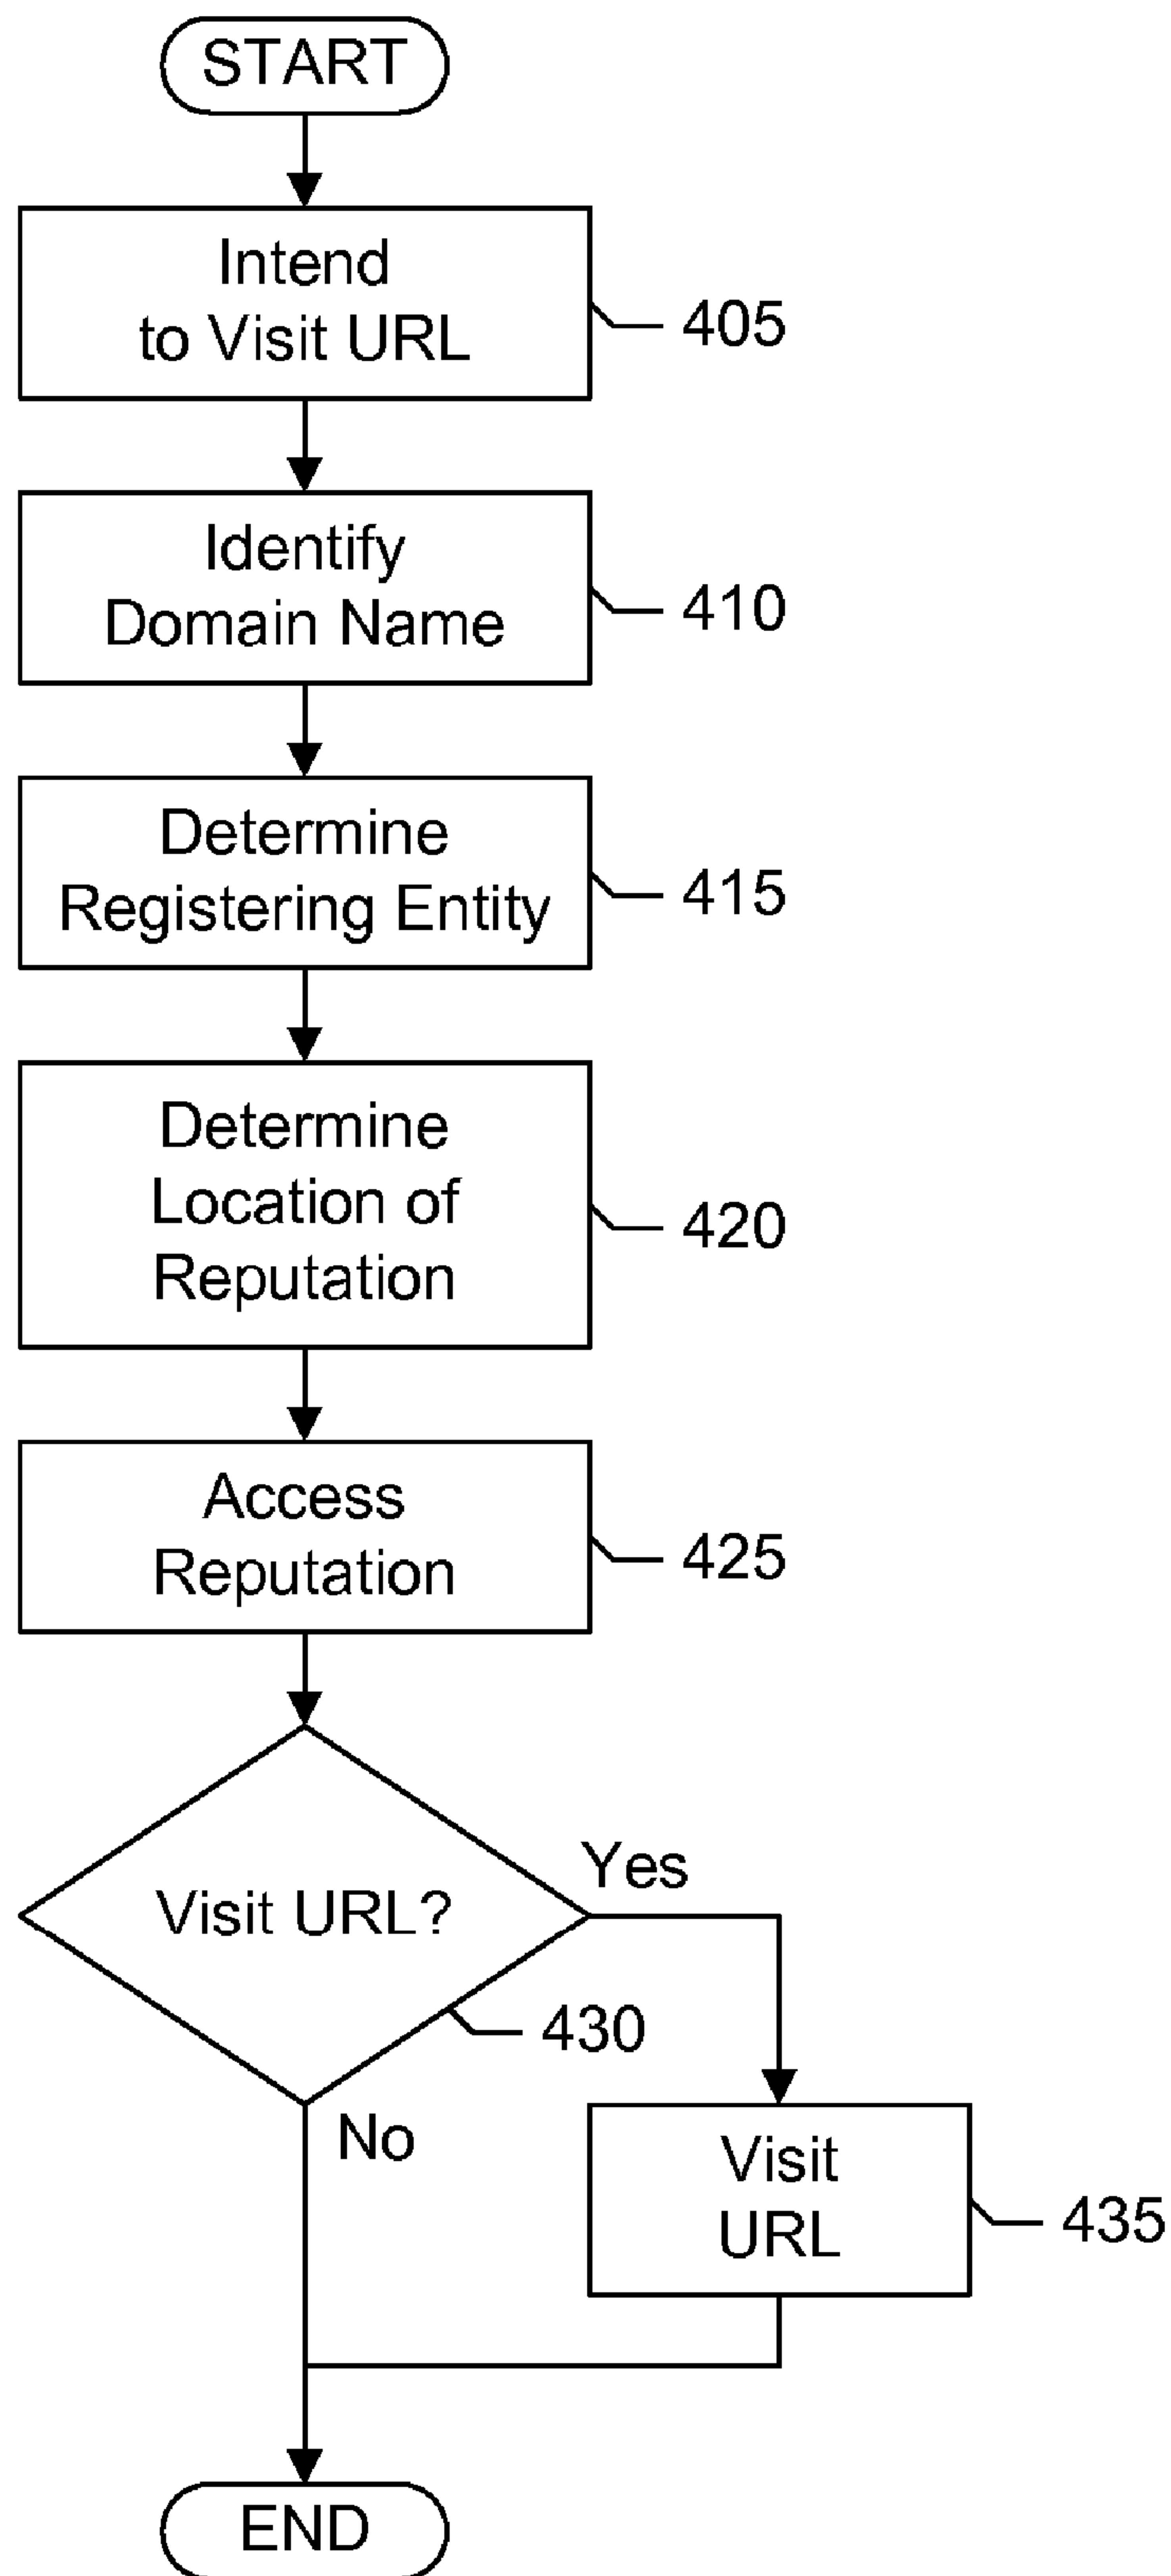 START
Intend
to Visit URL
405
Identify
Domain Name
410
Determine
Registering Entity
415
Determine
Location of
Reputation
420
Access
Reputation
425
Visit URL?
Yes
430
No
Visit
URL
435
END